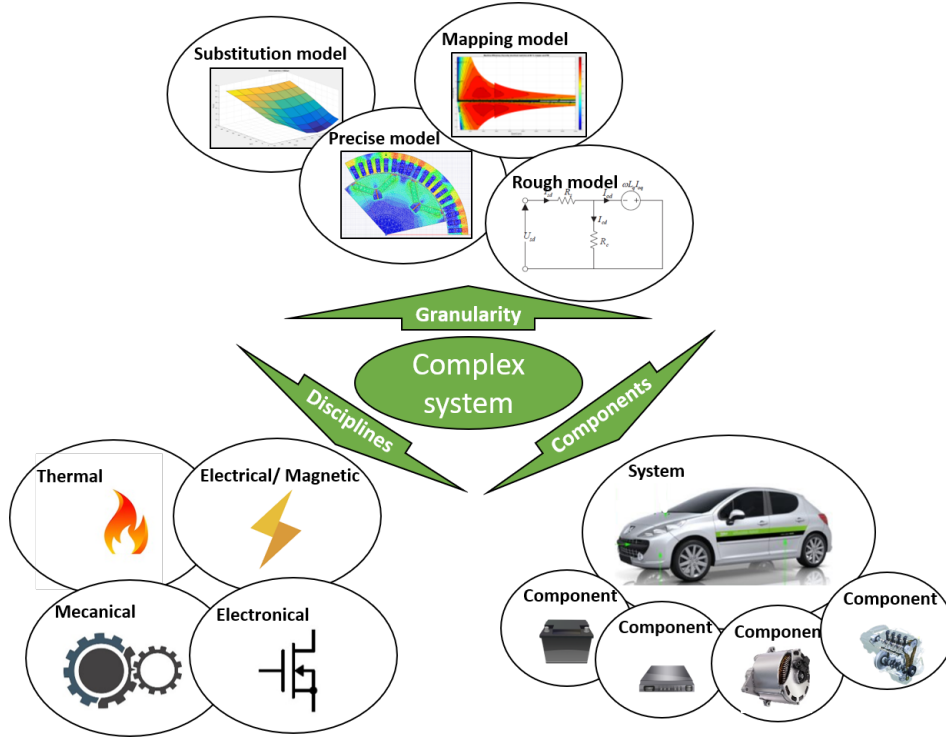 Substitution model
Mapping model
Precise model
Rough model
R
I
U
R
Granularity
Complex
system
Disciplines
Components
Thermal
Electrical/ Magnetic
Mecanical
Electronical
System
Component
Component
Component
Component